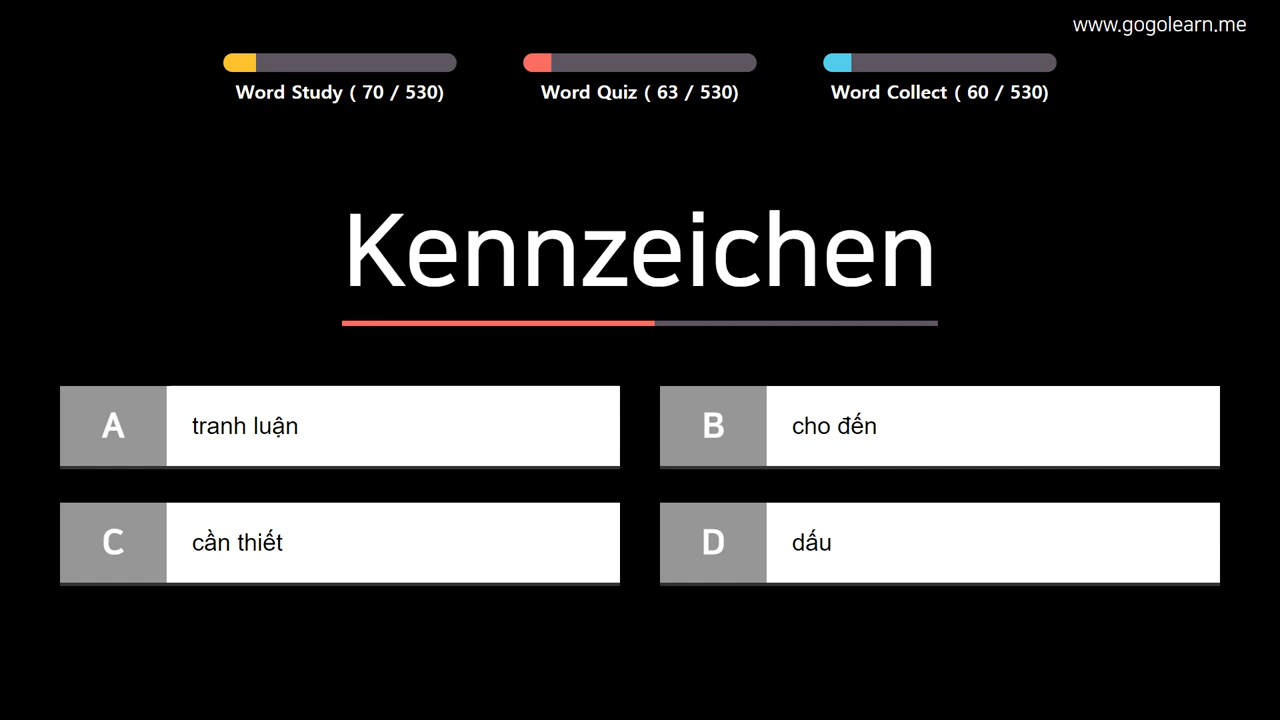 www.gogolearn.me
Word Study ( 70 / 530)
Word Quiz ( 63 / 530)
Word Collect ( 60 / 530)
Kennzeichen
A
tranh luận
B
cho đến
C
cần thiết
D
dấu